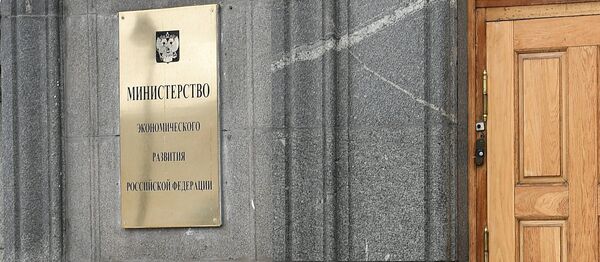 МИНИСТЕРСТВО
ЭКОНОМИЧЕСКОГО
РАЗВИТИЯ
РОССИЙСКОЙ ФЕДЕРАЦИИ